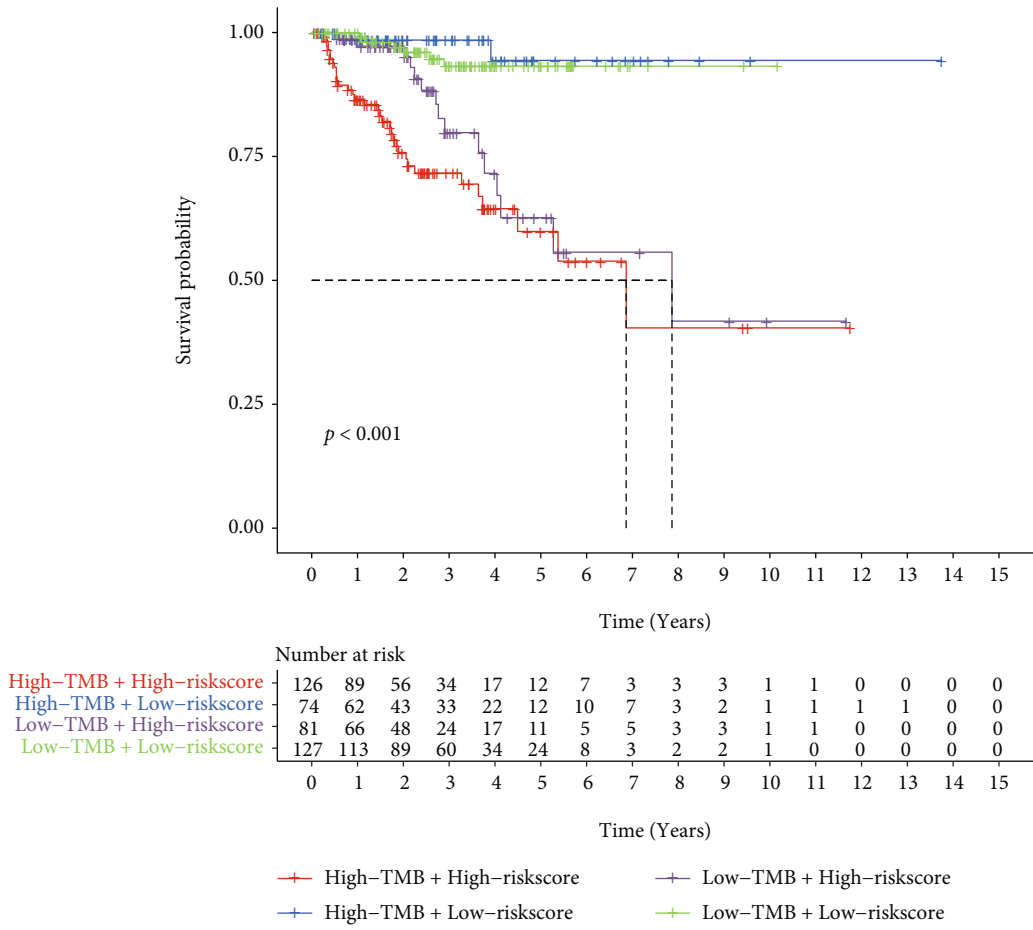 1.00
0.75
0.50
0.25
0.00
Survival probability
p < 0.001
0 1 2 3 4 5 6 7 8 9 10 11 12 13 14 15
Time (Years)
Number at risk
High–TMB + High–riskscore 126 89 56 34 17 12 7 3 3 3 1 1 0 0 0 0
High–TMB + Low–riskscore 74 62 43 33 22 12 10 7 3 2 1 1 1 1 0 0
Low–TMB + High–riskscore 81 66 48 24 17 11 5 5 3 3 1 1 0 0 0 0
Low–TMB + Low–riskscore 127 113 89 60 34 24 8 3 2 2 1 0 0 0 0 0
0 1 2 3 4 5 6 7 8 9 10 11 12 13 14 15
Time (Years)
High–TMB + High–riskscore Low–TMB + High–riskscore
High–TMB + Low–riskscore Low–TMB + Low–riskscore